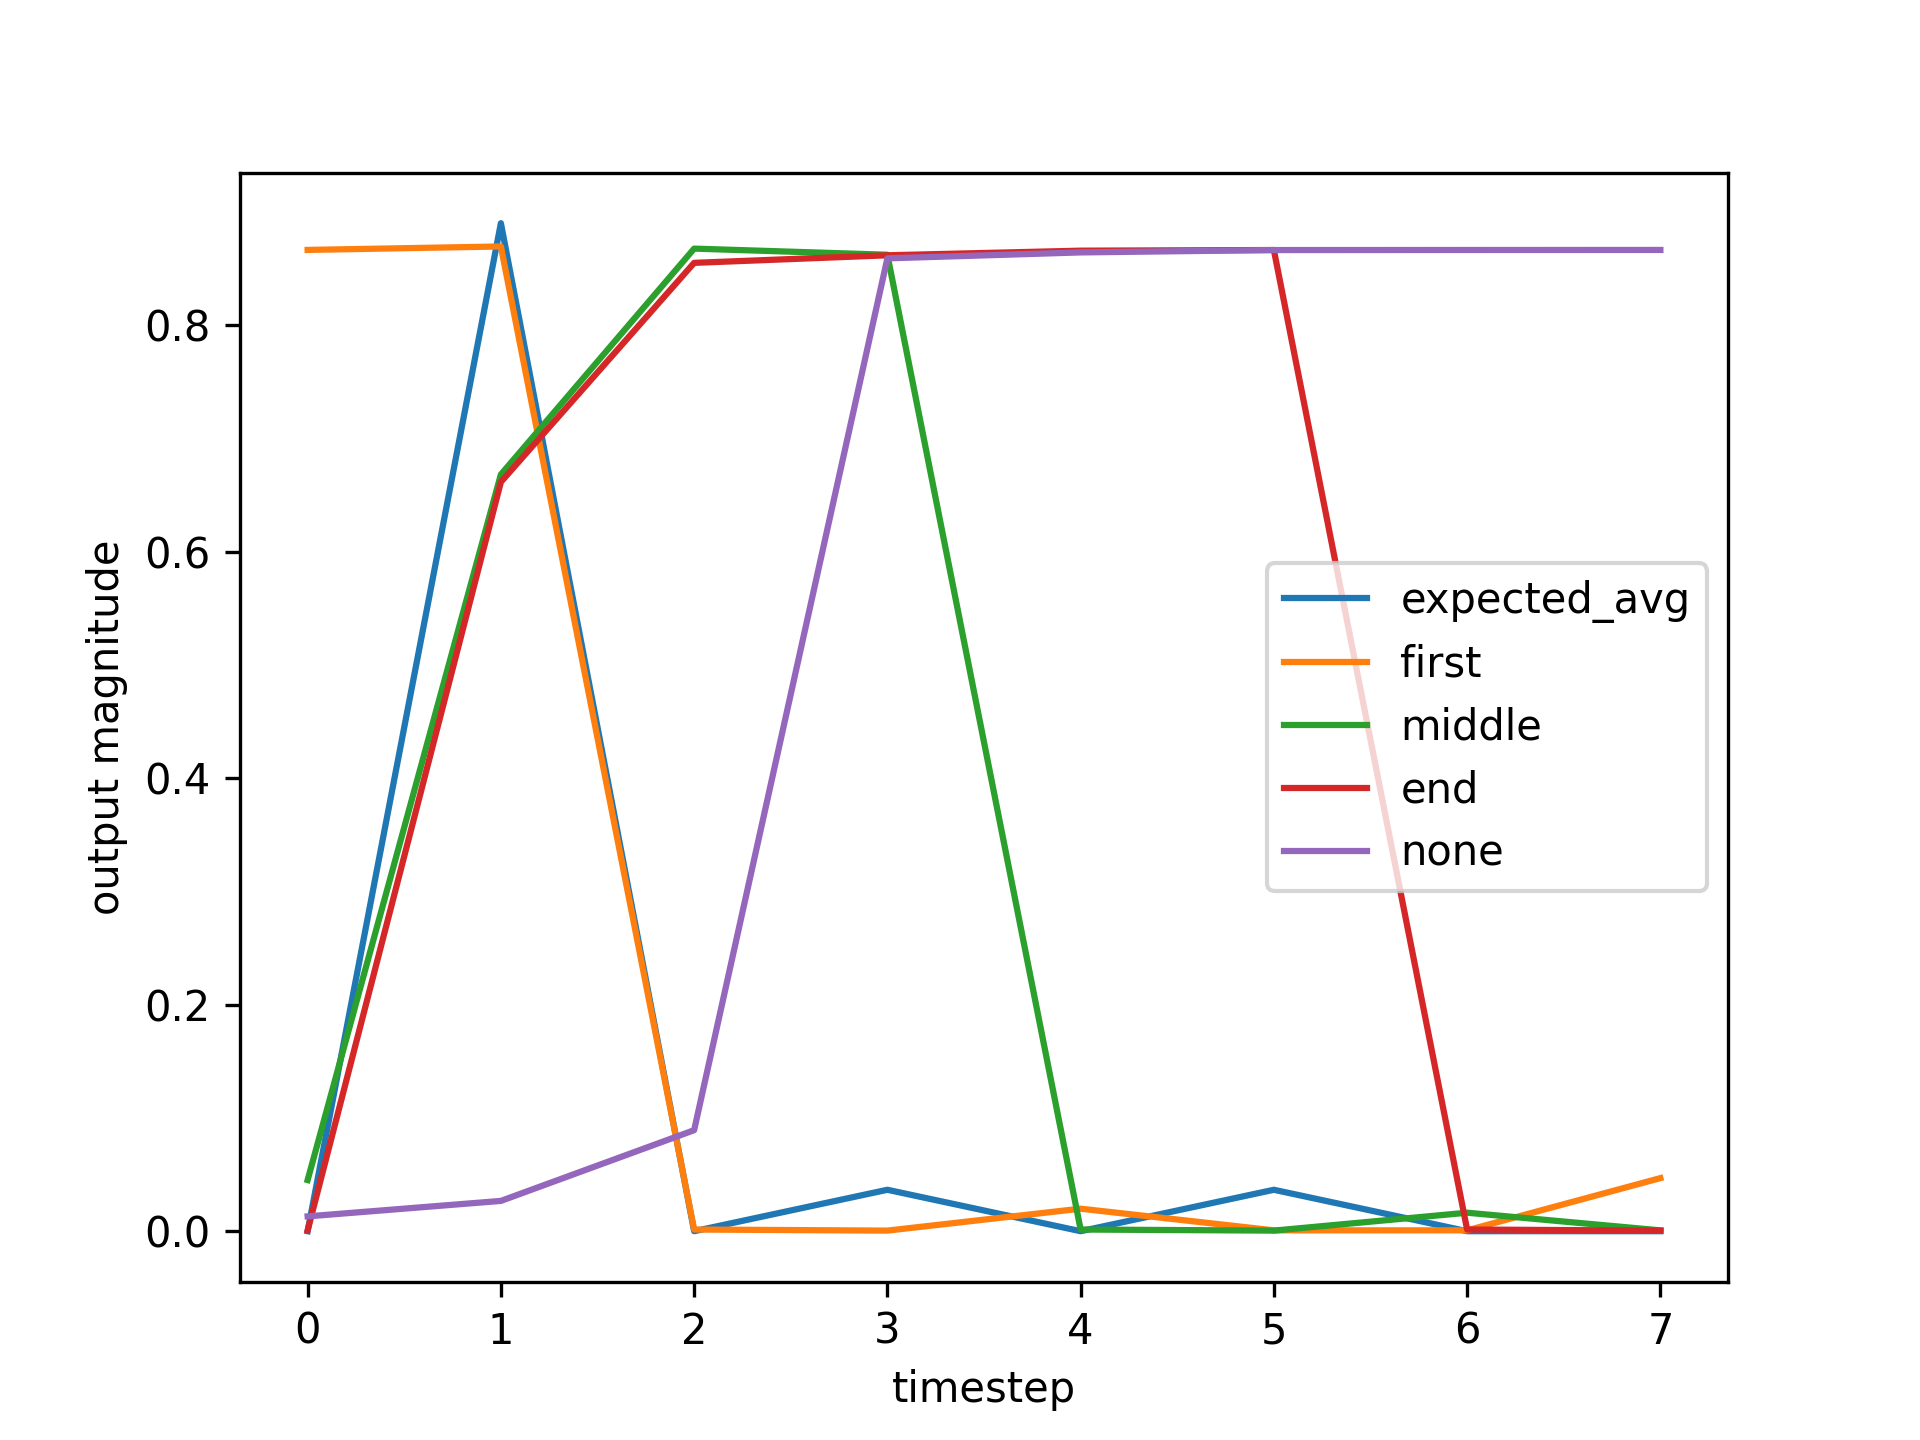 output magnitude
0.8
0.6
0.4
0.2
0.0
expected_avg
first
middle
end
none
0 1 2 3 4 5 6 7
timestep